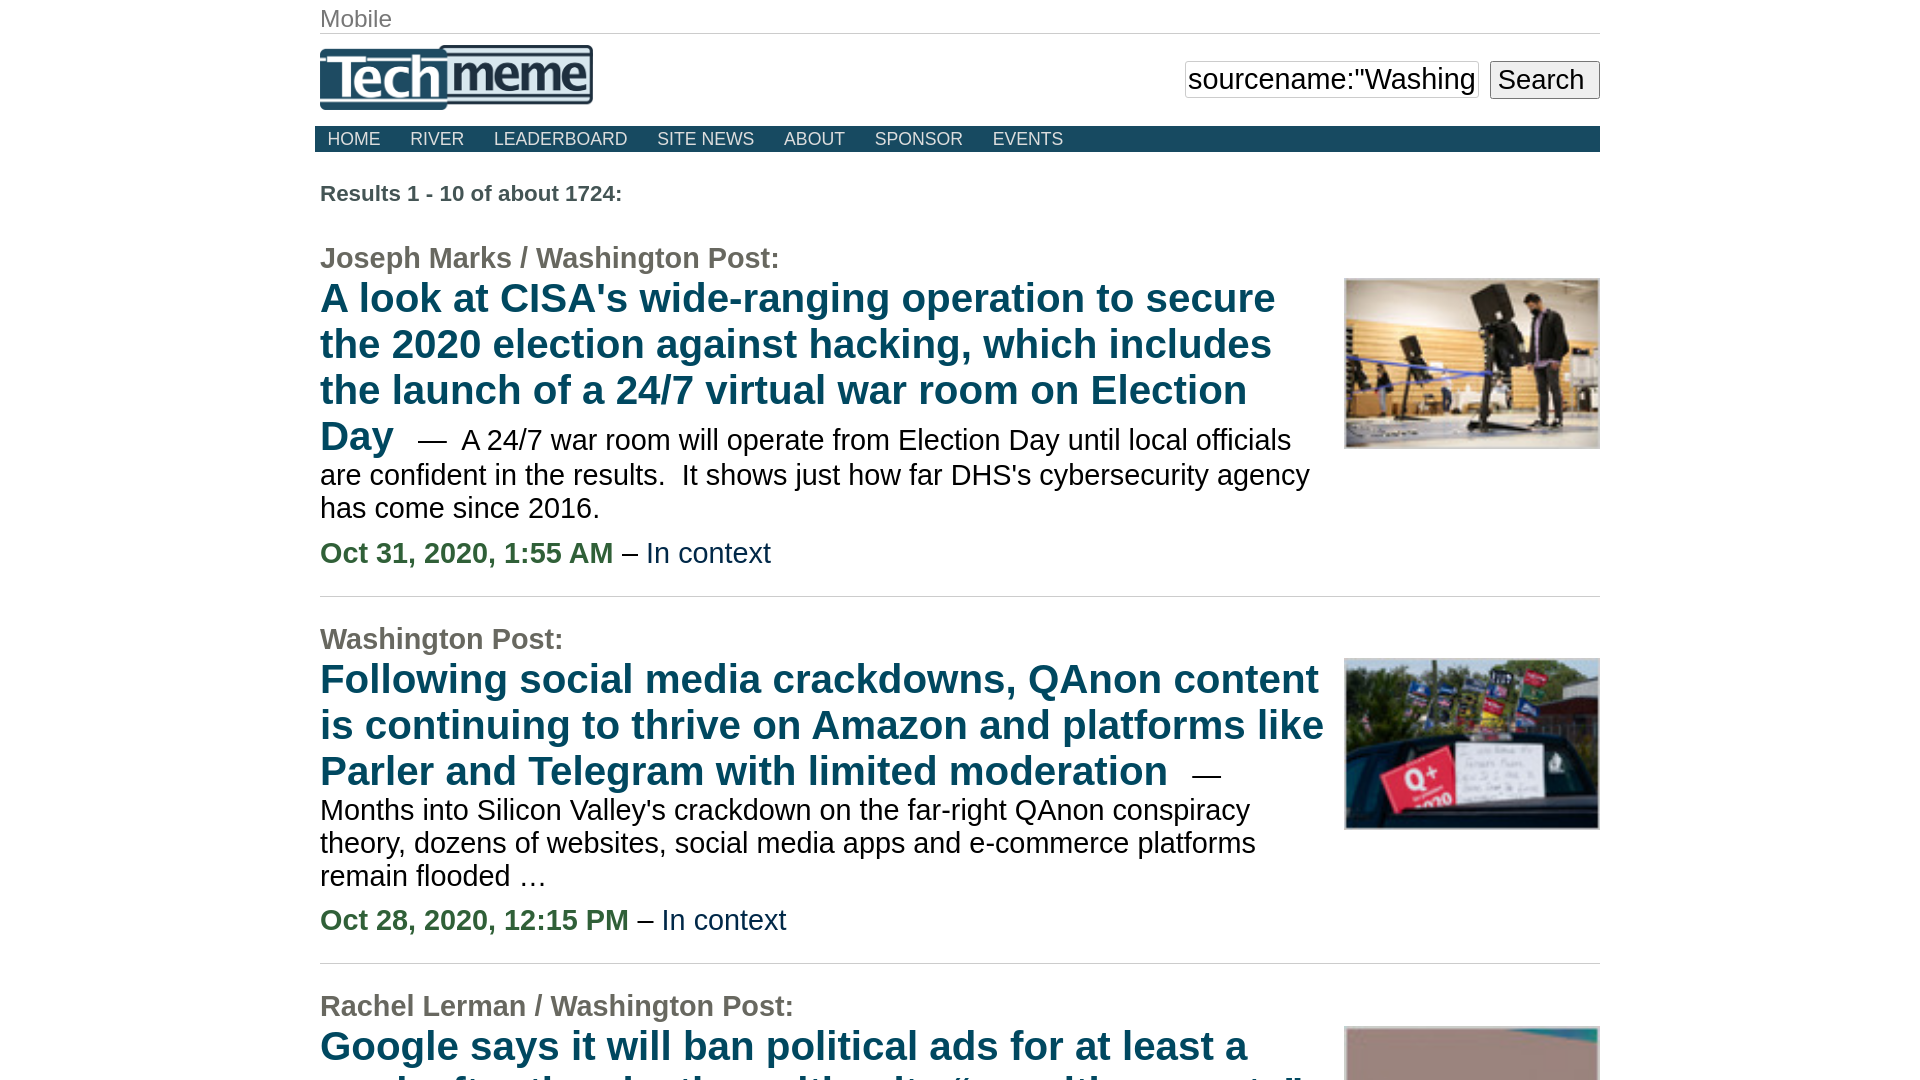 Mobile
Techmeme
sourcename:"Washing
Search
HOME RIVER LEADERBOARD SITE NEWS ABOUT SPONSOR EVENTS
Results 1 - 10 of about 1724:
Joseph Marks / Washington Post:
A look at CISA's wide-ranging operation to secure
the 2020 election against hacking, which includes
the launch of a 24/7 virtual war room on Election
Day — A 24/7 war room will operate from Election Day until local officials
are confident in the results. It shows just how far DHS's cybersecurity agency
has come since 2016.
Oct 31, 2020, 1:55 AM – In context
Washington Post:
Following social media crackdowns, QAnon content
is continuing to thrive on Amazon and platforms like
Parler and Telegram with limited moderation —
Months into Silicon Valley's crackdown on the far-right QAnon conspiracy
theory, dozens of websites, social media apps and e-commerce platforms
remain flooded …
Q+
2020
Oct 28, 2020, 12:15 PM – In context
Rachel Lerman / Washington Post:
Google says it will ban political ads for at least a